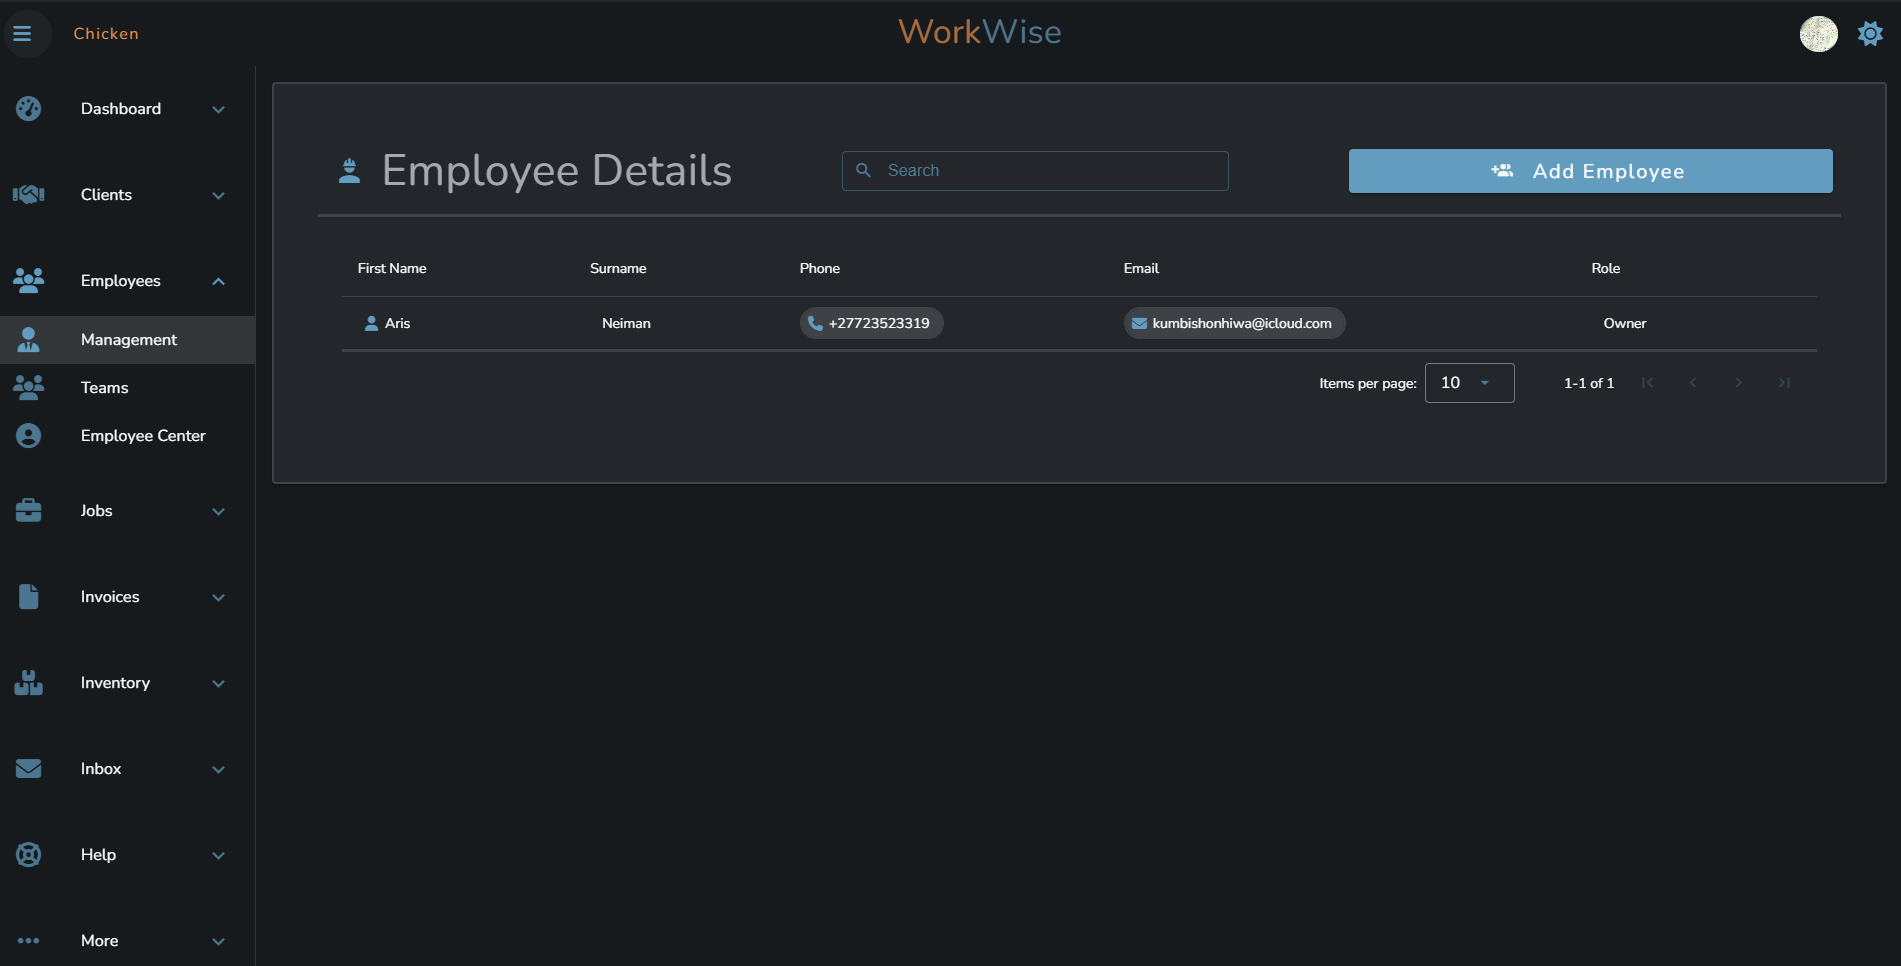 Chicken
WorkWise
Dashboard
Clients
Employees
Management
Teams
Employee Center
Jobs
Invoices
Inventory
Inbox
Help
More
Employee Details
Search
Add Employee
First Name Surname Phone Email Role
Aris Neiman +27723523319 kumbishonhiwa@icloud.com Owner
Items per page: 10 1-1 of 1